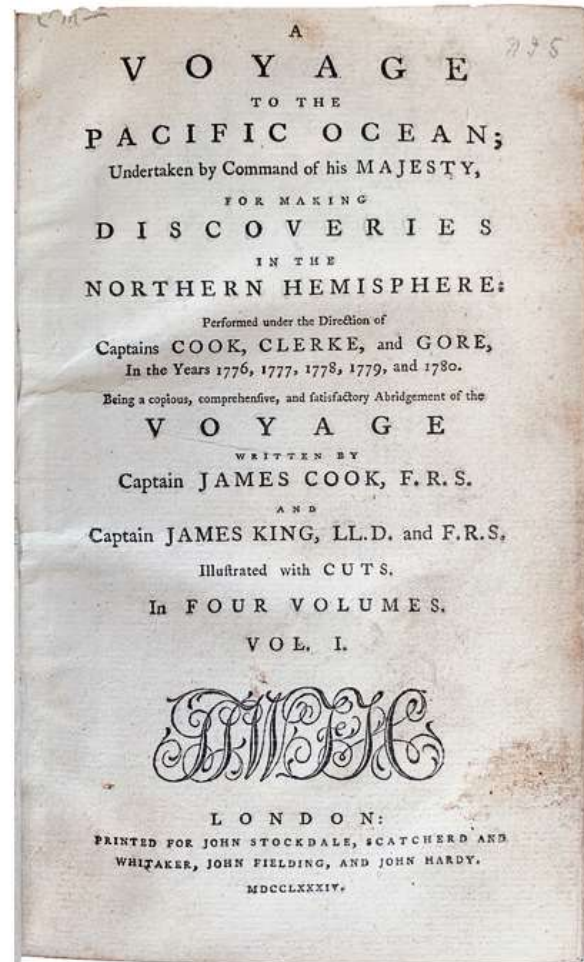 A
VOYAGE
TO THE
PACIFIC OCEAN;
Undertaken by Command of his MAJESTY,
FOR MAKING
DISCOVERIES
IN THE
NORTHERN HEMISPHERE:
Performed under the Direction of
Captains COOK, CLERKE, and GORE,
In the Years 1776, 1777, 1778, 1779, and 1780.
Being a copious, comprehenſive, and ſatisfactory Abridgement of the
VOYAGE
WRITTEN BY
Captain JAMES COOK, F.R.S.
AND
Captain JAMES KING, LL.D. and F.R.S.
Illuſtrated with CUTS.
In FOUR VOLUMES.
VOL. I.
LONDON:
PRINTED FOR JOHN STOCKDALE, SCATCHERD AND
WHITAKER, JOHN FIELDING, AND JOHN HARDY.
MDCCLXXXIV.